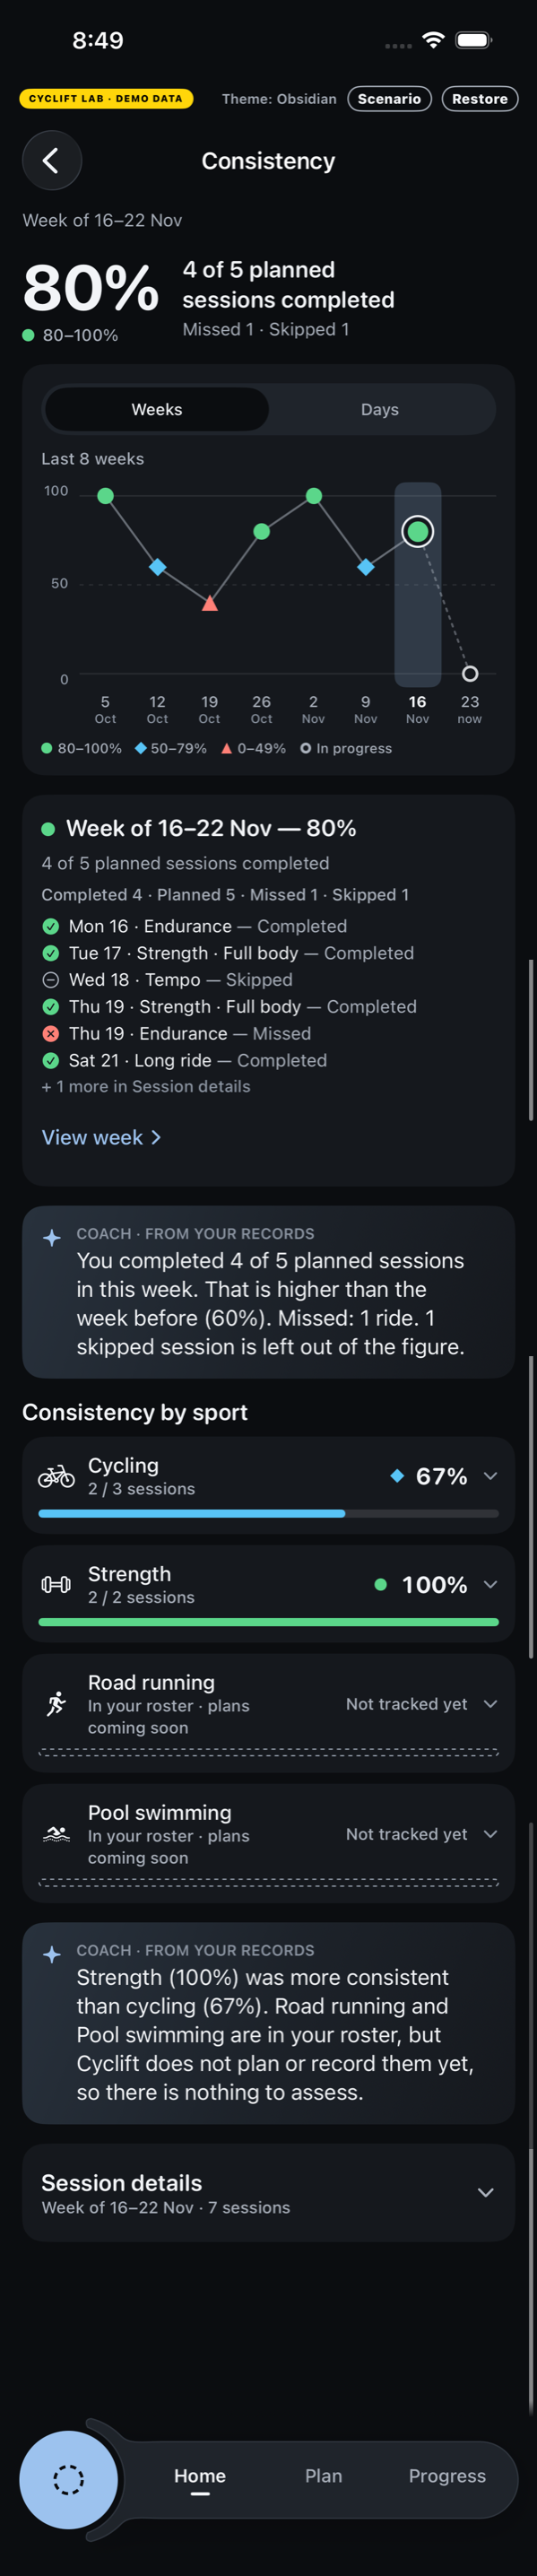 8:49
CYCLIFT LAB · DEMO DATA
Theme: Obsidian
Scenario
Restore
Consistency
Week of 16–22 Nov
80%
80–100%
4 of 5 planned
sessions completed
Missed 1 · Skipped 1
Weeks
Days
Last 8 weeks
100
50
0
5 Oct
12 Oct
19 Oct
26 Oct
2 Nov
9 Nov
16 Nov
23 now
80–100%
50–79%
0–49%
In progress
Week of 16–22 Nov — 80%
4 of 5 planned sessions completed
Completed 4 · Planned 5 · Missed 1 · Skipped 1
Mon 16 · Endurance — Completed
Tue 17 · Strength · Full body — Completed
Wed 18 · Tempo — Skipped
Thu 19 · Strength · Full body — Completed
Thu 19 · Endurance — Missed
Sat 21 · Long ride — Completed
+ 1 more in Session details
View week
COACH · FROM YOUR RECORDS
You completed 4 of 5 planned sessions
in this week. That is higher than the
week before (60%). Missed: 1 ride. 1
skipped session is left out of the figure.
Consistency by sport
Cycling
2 / 3 sessions
67%
Strength
2 / 2 sessions
100%
Road running
In your roster · plans
coming soon
Not tracked yet
Pool swimming
In your roster · plans
coming soon
Not tracked yet
COACH · FROM YOUR RECORDS
Strength (100%) was more consistent
than cycling (67%). Road running and
Pool swimming are in your roster, but
Cyclift does not plan or record them yet,
so there is nothing to assess.
Session details
Week of 16–22 Nov · 7 sessions
Home
Plan
Progress